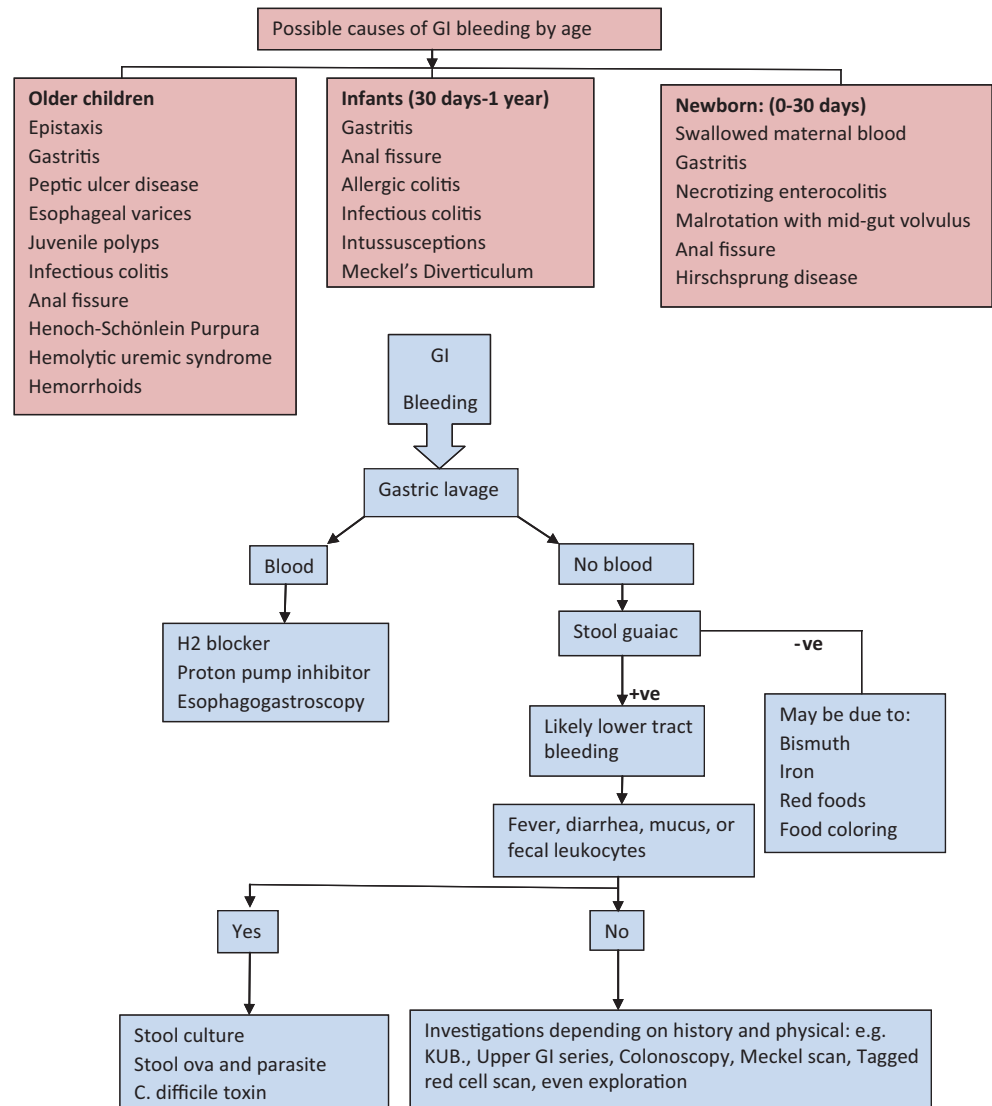 Possible causes of GI bleeding by age
Older children
Epistaxis
Gastritis
Peptic ulcer disease
Esophageal varices
Juvenile polyps
Infectious colitis
Anal fissure
Henoch-Schönlein Purpura
Hemolytic uremic syndrome
Hemorrhoids
Infants (30 days-1 year)
Gastritis
Anal fissure
Allergic colitis
Infectious colitis
Intussusceptions
Meckel's Diverticulum
Newborn: (0-30 days)
Swallowed maternal blood
Gastritis
Necrotizing enterocolitis
Malrotation with mid-gut volvulus
Anal fissure
Hirschsprung disease
GI
Bleeding
Gastric lavage
Blood
No blood
H2 blocker
Proton pump inhibitor
Esophagogastroscopy
Stool guaiac
-ve
+ve
Likely lower tract
bleeding
May be due to:
Bismuth
Iron
Red foods
Food coloring
Fever, diarrhea, mucus, or
fecal leukocytes
Yes
No
Stool culture
Stool ova and parasite
C. difficile toxin
Investigations depending on history and physical: e.g.
KUB., Upper GI series, Colonoscopy, Meckel scan, Tagged
red cell scan, even exploration